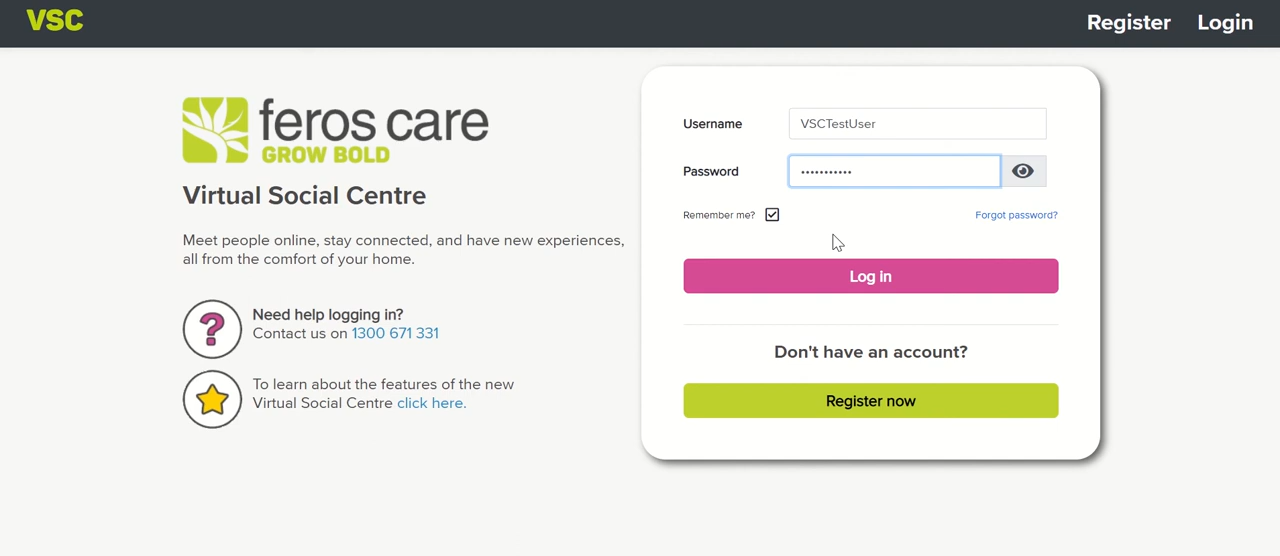 VSC
Register
Login
feros care
GROW BOLD
Virtual Social Centre
Meet people online, stay connected, and have new experiences,
all from the comfort of your home.
?
Need help logging in?
Contact us on 1300 671 331
To learn about the features of the new
Virtual Social Centre click here.
Username
VSCTestUser
Password
•••••••••••
Remember me?
Forgot password?
Log in
Don't have an account?
Register now